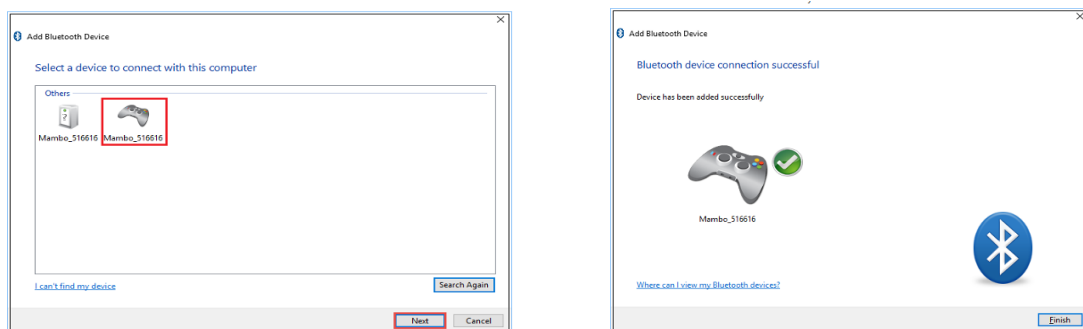 Add Bluetooth Device
Select a device to connect with this computer
Others
Mambo_516616 Mambo_516616
I can't find my device
Search Again
Next Cancel
Add Bluetooth Device
Bluetooth device connection successful
Device has been added successfully
Mambo_516616
Where can I view my Bluetooth devices?
Finish